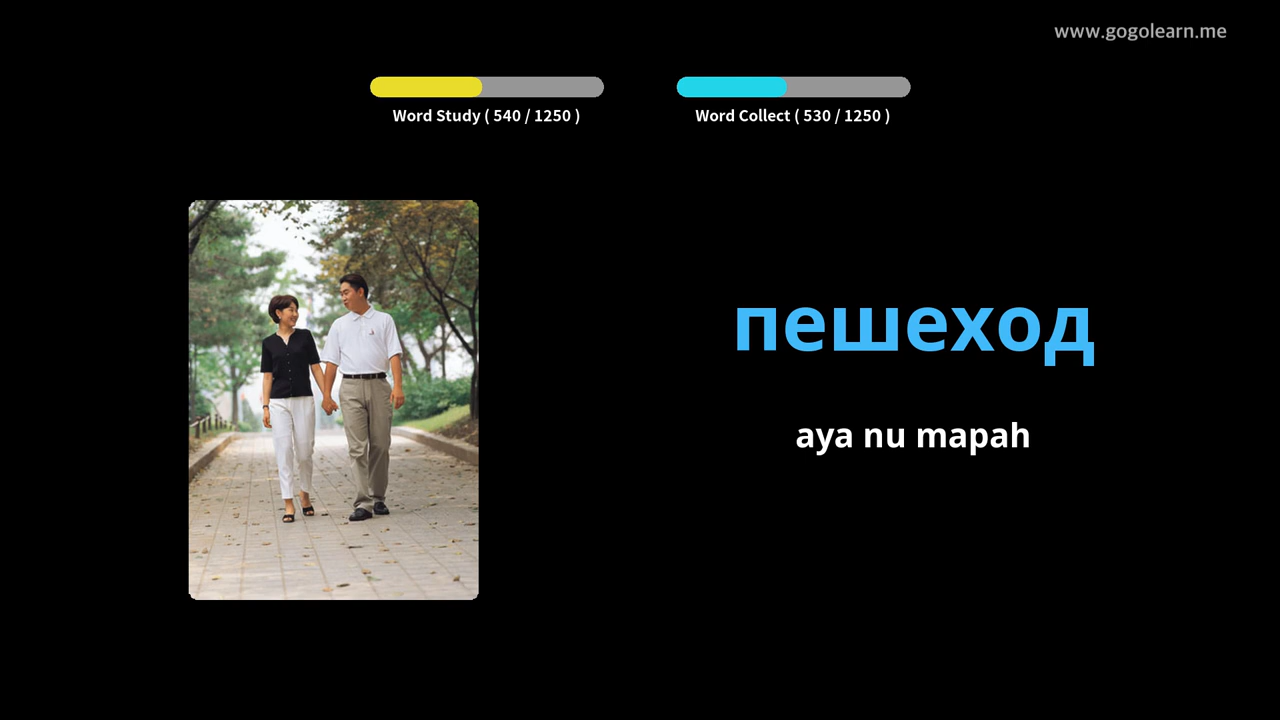 www.gogolearn.me
Word Study ( 540 / 1250 )
Word Collect ( 530 / 1250 )
пешеход
aya nu mapah